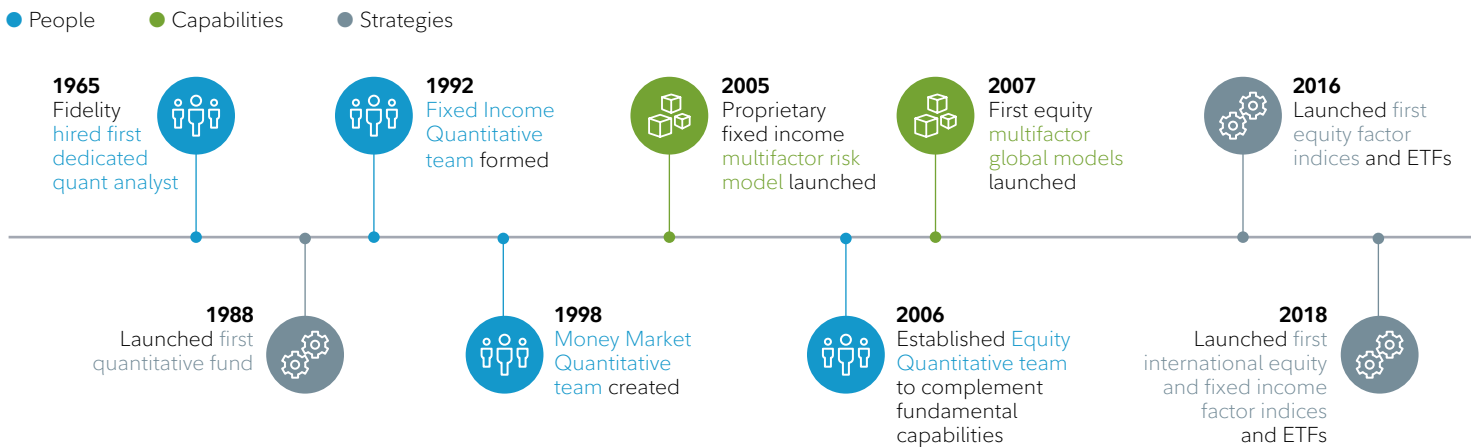 People
Capabilities
Strategies
1965
Fidelity
hired first
dedicated
quant analyst
1992
Fixed Income
Quantitative
team formed
2005
Proprietary
fixed income
multifactor risk
model launched
2007
First equity
multifactor
global models
launched
2016
Launched first
equity factor
indices and ETFs
1988
Launched first
quantitative fund
1998
Money Market
Quantitative
team created
2006
Established Equity
Quantitative team
to complement
fundamental
capabilities
2018
Launched first
international equity
and fixed income
factor indices
and ETFs